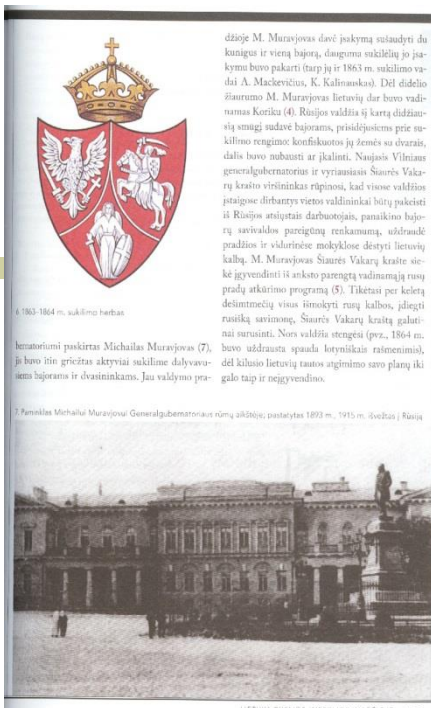 6 1863–1864 m. sukilimo herbas.
bernatoriumi paskirtas Michailas Muravjovas (7),
jis buvo itin griežtas aktyviai sukilime dalyvavu-
siems bajorams ir dvasininkams. Jau valdymo pra-
džioje M. Muravjovas davė įsakymą sušaudyti du
kunigus ir vieną bajorą, dauguma sukilėlių jo įsa-
kymu buvo pakarti (tarp jų ir 1863 m. sukilimo va-
dai A. Mackevičius, K. Kalinauskas). Dėl didelio
žiaurumo M. Muravjovas lietuvių dar buvo vadi-
namas Koriku (4). Rusijos valdžia šį kartą didžiau-
sią smūgį sudavė bajorams, prisidėjusiems prie su-
kilimo rengimo: konfiskuotos jų žemės su dvarais,
dalis buvo nubausti ar įkalinti. Naujasis Vilniaus
generalgubernatorius ir vyriausiasis Šiaurės Vaka-
rų krašto viršininkas rūpinosi, kad visose valdžios
įstaigose dirbantys vietos valdininkai būtų pakeisti
iš Rusijos atsiųstais darbuotojais, panaikino bajo-
rų savivaldos pareigūnų renkamumą, uždraudė
pradžios ir vidurinėse mokyklose dėstyti lietuvių
kalbą. M. Muravjovas Šiaurės Vakarų krašte sie-
kė įgyvendinti iš anksto parengtą vadinamąją rusų
pradų atkūrimo programą (5). Tikėtasi per keletą
dešimtmečių visus išmokyti rusų kalbos, įdiegti
rusišką savimonę, Šiaurės Vakarų kraštą galuti-
nai surusinti. Nors valdžia stengėsi (pvz., 1864 m.
buvo uždrausta spauda lotyniškais rašmenimis),
dėl kilusio lietuvių tautos atgimimo savo planų iki
galo taip ir neįgyvendino.
7. Paminklas Michailui Muravjovui Generalgubernatoriaus rūmų aikštėje; pastatytas 1893 m., 1915 m. išvežtas į Rusiją